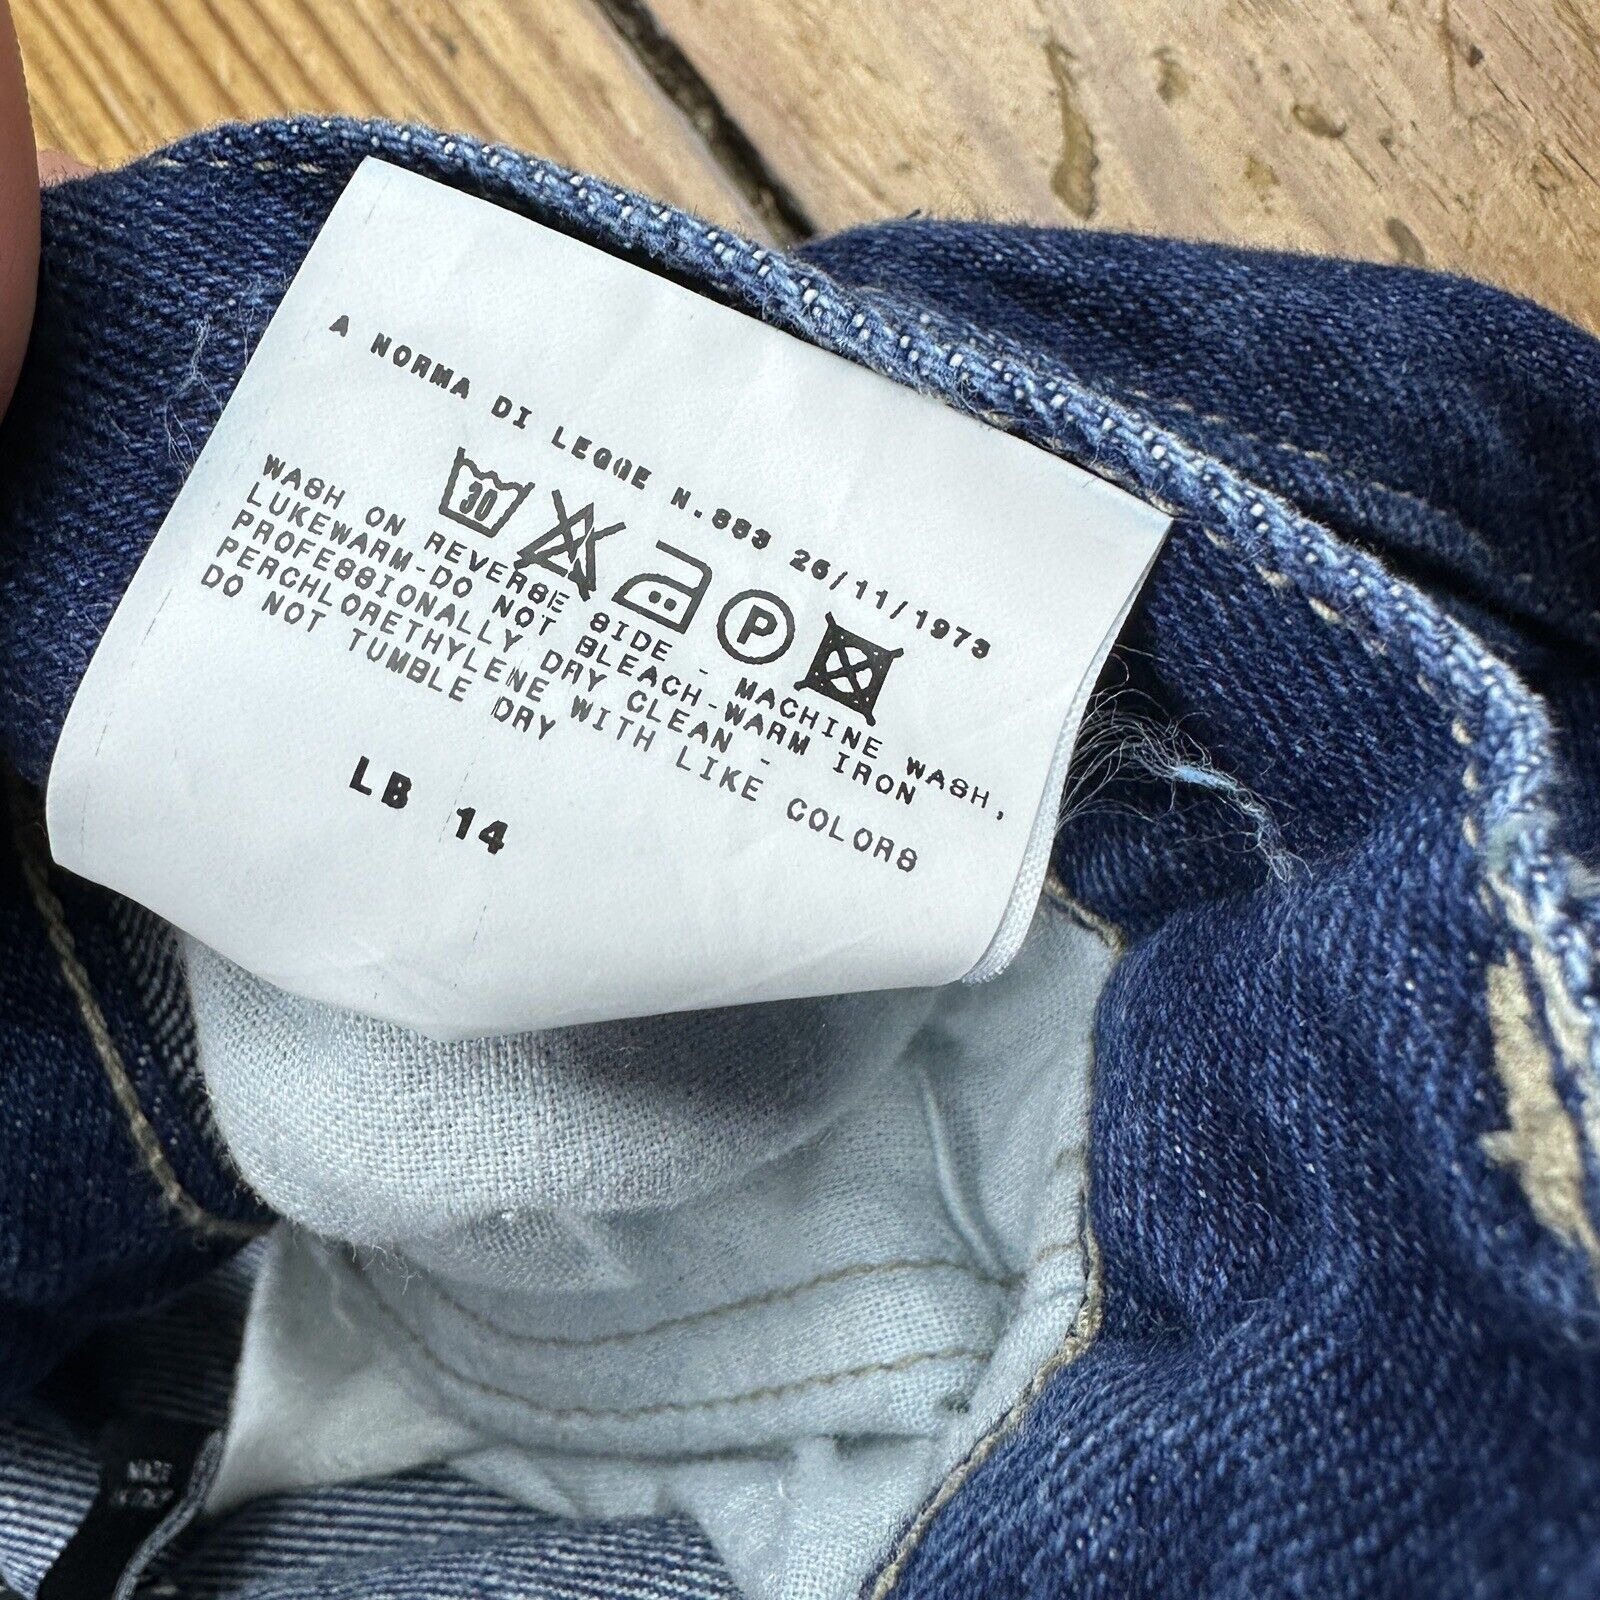 A NORMA DI LEGGE N.883 26/11/1973
30
P
WASH ON REVERSE SIDE - MACHINE WASH,
LUKEWARM-DO NOT BLEACH-WARM IRON
PROFESSIONALLY DRY CLEAN -
PERCHLORETHYLENE WITH LIKE COLORS
DO NOT TUMBLE DRY
LB 14
MADE